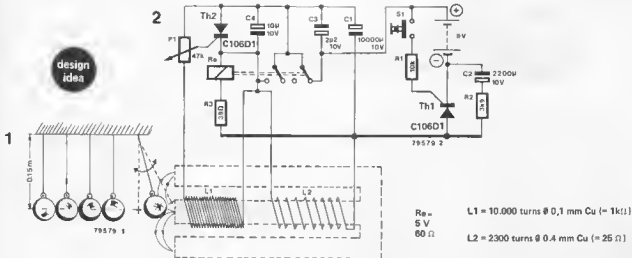 2
design
idea
P1
47k
Th2
C106D1
C4
10µ
10V
C3
2µ2
10V
C1
10000µ
10V
S1
9V
R1
10k
C2
2200µ
10V
Th1
C106D1
R2
3k9
Re
R3
39Ω
79579 2
1
0.15m
79579 1
L1
L2
Re =
5 V
60 Ω
L1 = 10.000 turns ø 0,1 mm Cu (= 1kΩ)
L2 = 2300 turns ø 0.4 mm Cu (= 25 Ω)